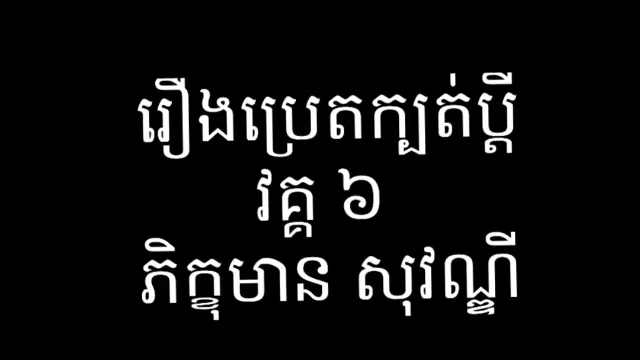 រឿងប្រេតក្បត់ប្តី
វគ្គ ៦
ភិក្ខុមាន សុវណ្ឌី